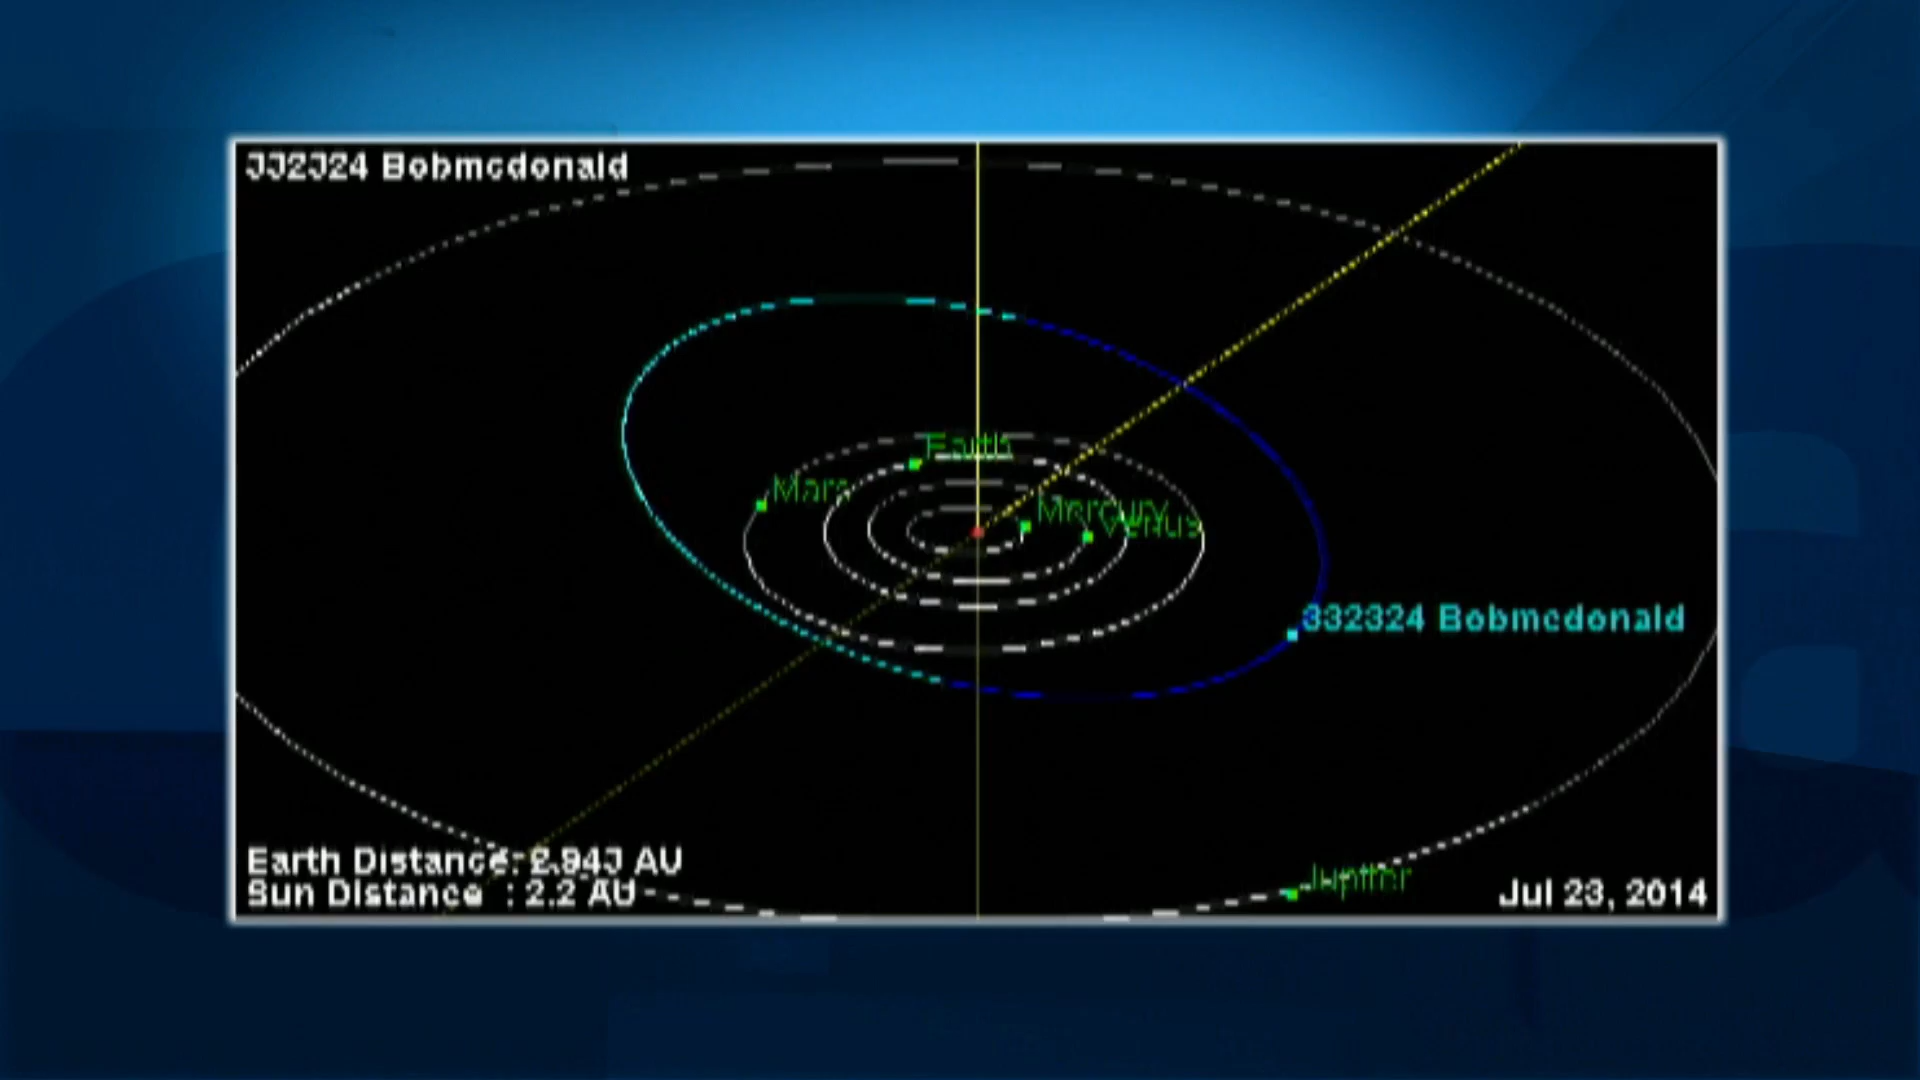 332324 Bobmcdonald
Earth
Mars
Mercury
Venus
332324 Bobmcdonald
Earth Distance: 2.943 AU
Sun Distance : 2.2 AU
Jupiter
Jul 23, 2014